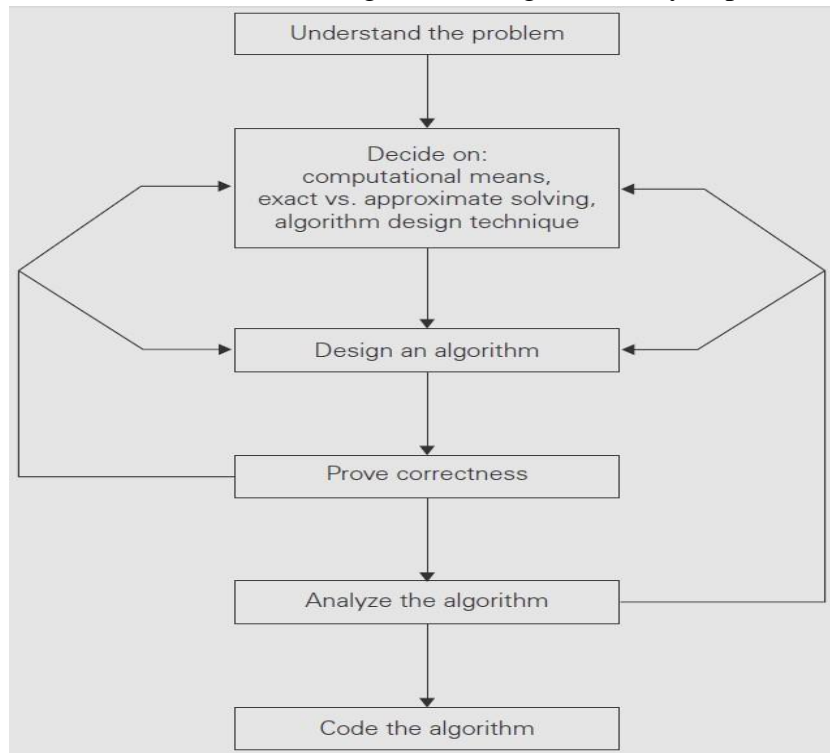 Understand the problem
Decide on:
computational means,
exact vs. approximate solving,
algorithm design technique
Design an algorithm
Prove correctness
Analyze the algorithm
Code the algorithm